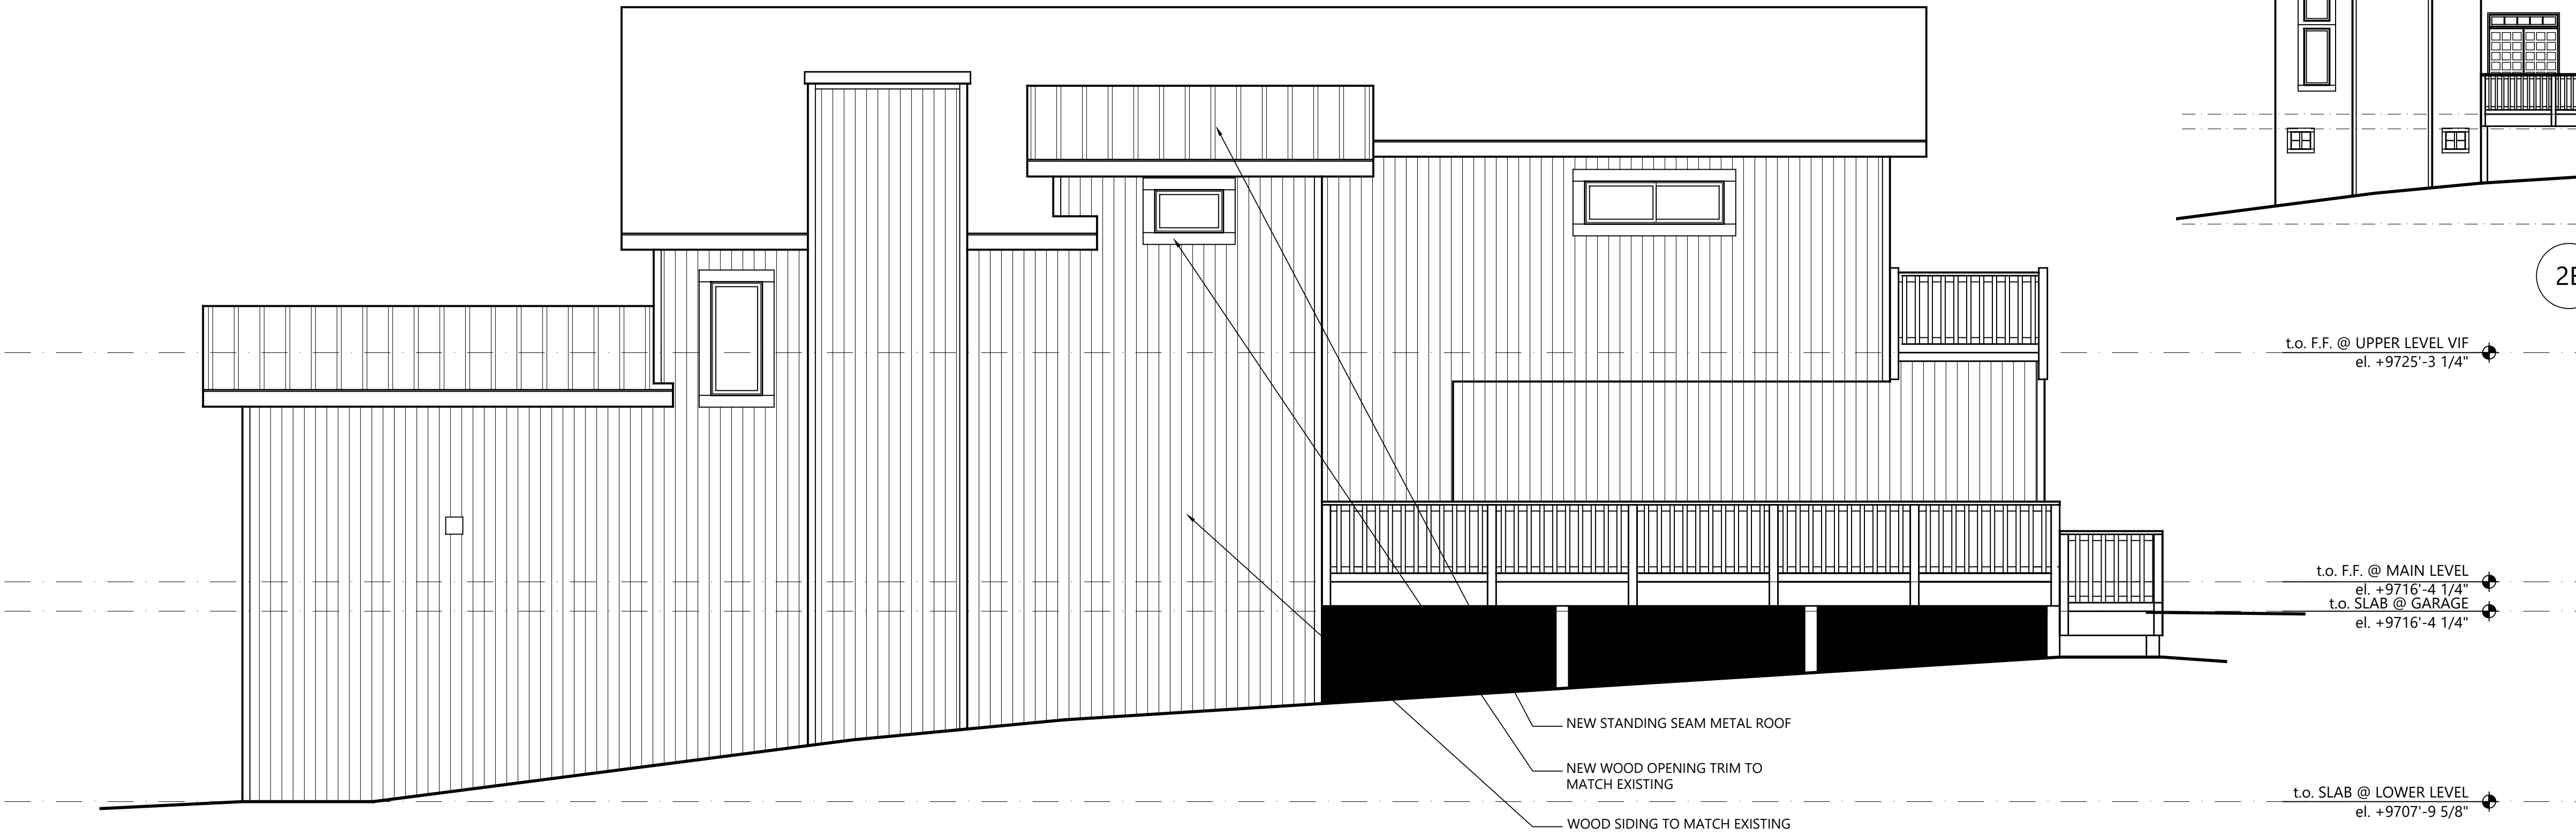 t.o. F.F. @ UPPER LEVEL VIF
el. +9725'-3 1/4"
t.o. F.F. @ MAIN LEVEL
el. +9716'-4 1/4"
t.o. SLAB @ GARAGE
el. +9716'-4 1/4"
NEW STANDING SEAM METAL ROOF
NEW WOOD OPENING TRIM TO
MATCH EXISTING
WOOD SIDING TO MATCH EXISTING
t.o. SLAB @ LOWER LEVEL
el. +9707'-9 5/8"